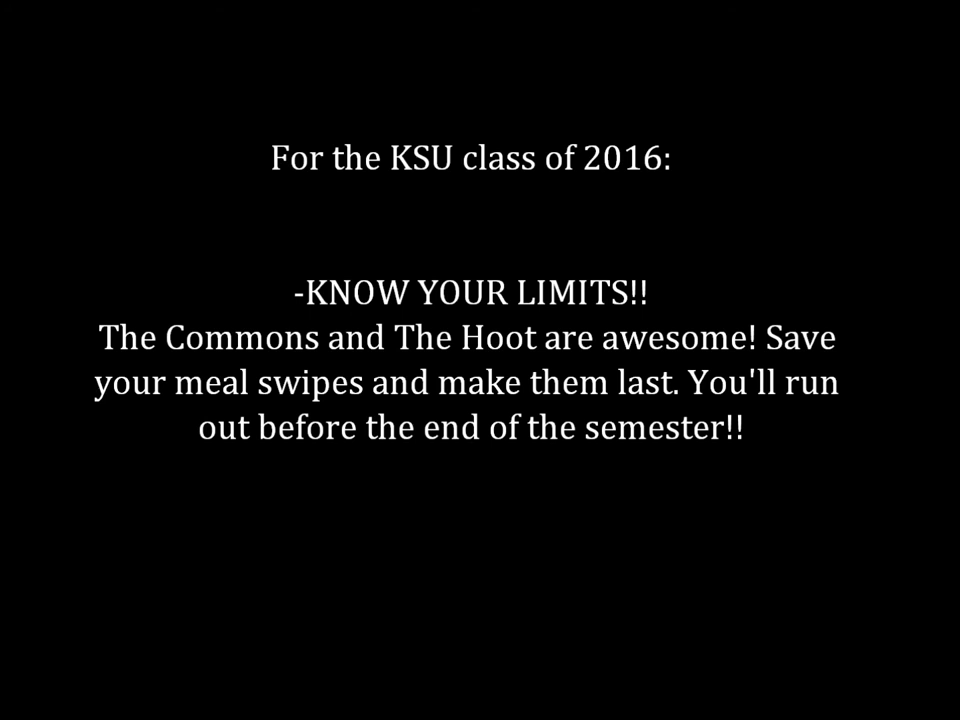 For the KSU class of 2016:
-KNOW YOUR LIMITS!!
The Commons and The Hoot are awesome! Save
your meal swipes and make them last. You'll run
out before the end of the semester!!